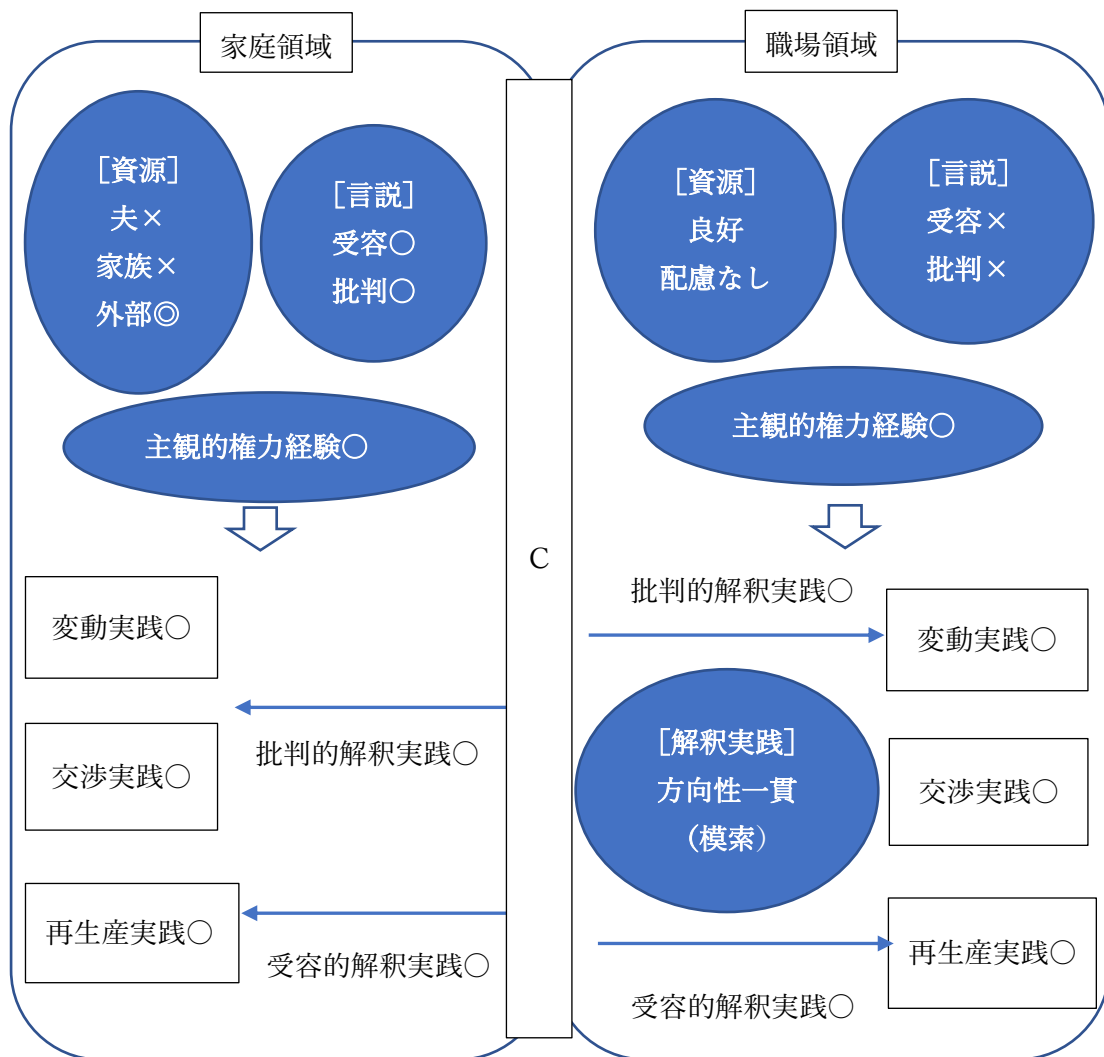 家庭領域
［資源］
夫×
家族×
外部◎
［言説］
受容○
批判○
主観的権力経験○
変動実践○
批判的解釈実践○
交渉実践○
再生産実践○
受容的解釈実践○
C
職場領域
［資源］
良好
配慮なし
［言説］
受容×
批判×
主観的権力経験○
批判的解釈実践○
変動実践○
［解釈実践］
方向性一貫
（模索）
交渉実践○
再生産実践○
受容的解釈実践○